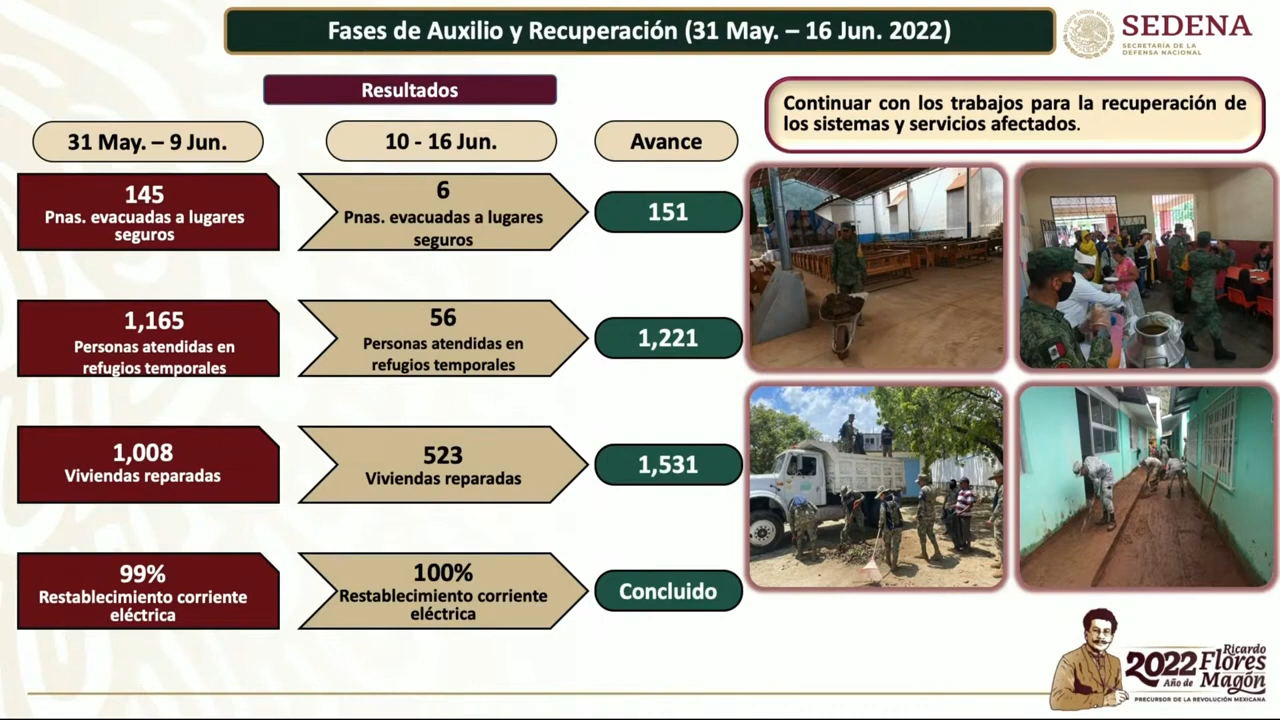 Fases de Auxilio y Recuperación (31 May. – 16 Jun. 2022)
SEDENA
SECRETARÍA DE LA
DEFENSA NACIONAL
Resultados
31 May. – 9 Jun.
10 - 16 Jun.
Avance
145
Pnas. evacuadas a lugares
seguros
6
Pnas. evacuadas a lugares
seguros
151
1,165
Personas atendidas en
refugios temporales
56
Personas atendidas en
refugios temporales
1,221
1,008
Viviendas reparadas
523
Viviendas reparadas
1,531
99%
Restablecimiento corriente
eléctrica
100%
Restablecimiento corriente
eléctrica
Concluido
Continuar con los trabajos para la recuperación de
los sistemas y servicios afectados.
2022 Ricardo
Flores
Año de Magón
PRECURSOR DE LA REVOLUCIÓN MEXICANA